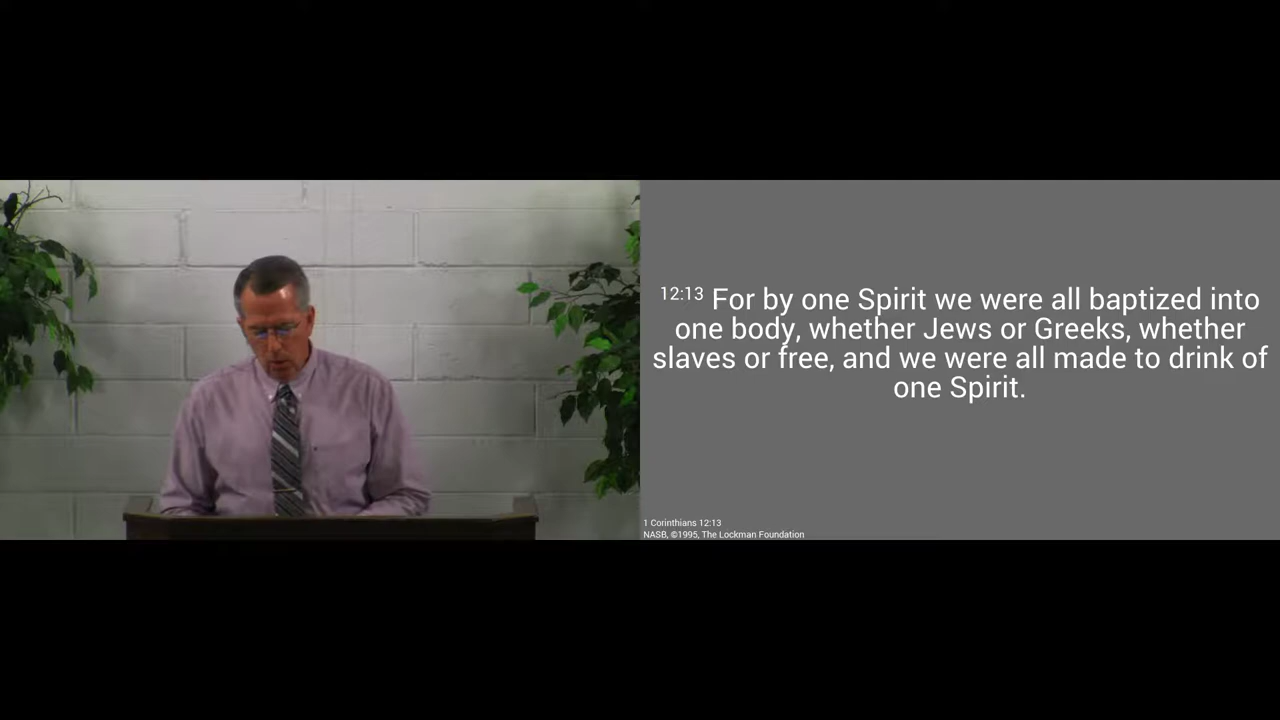 12:13 For by one Spirit we were all baptized into
one body, whether Jews or Greeks, whether
slaves or free, and we were all made to drink of
one Spirit.
1 Corinthians 12:13
NASB, ©1995, The Lockman Foundation